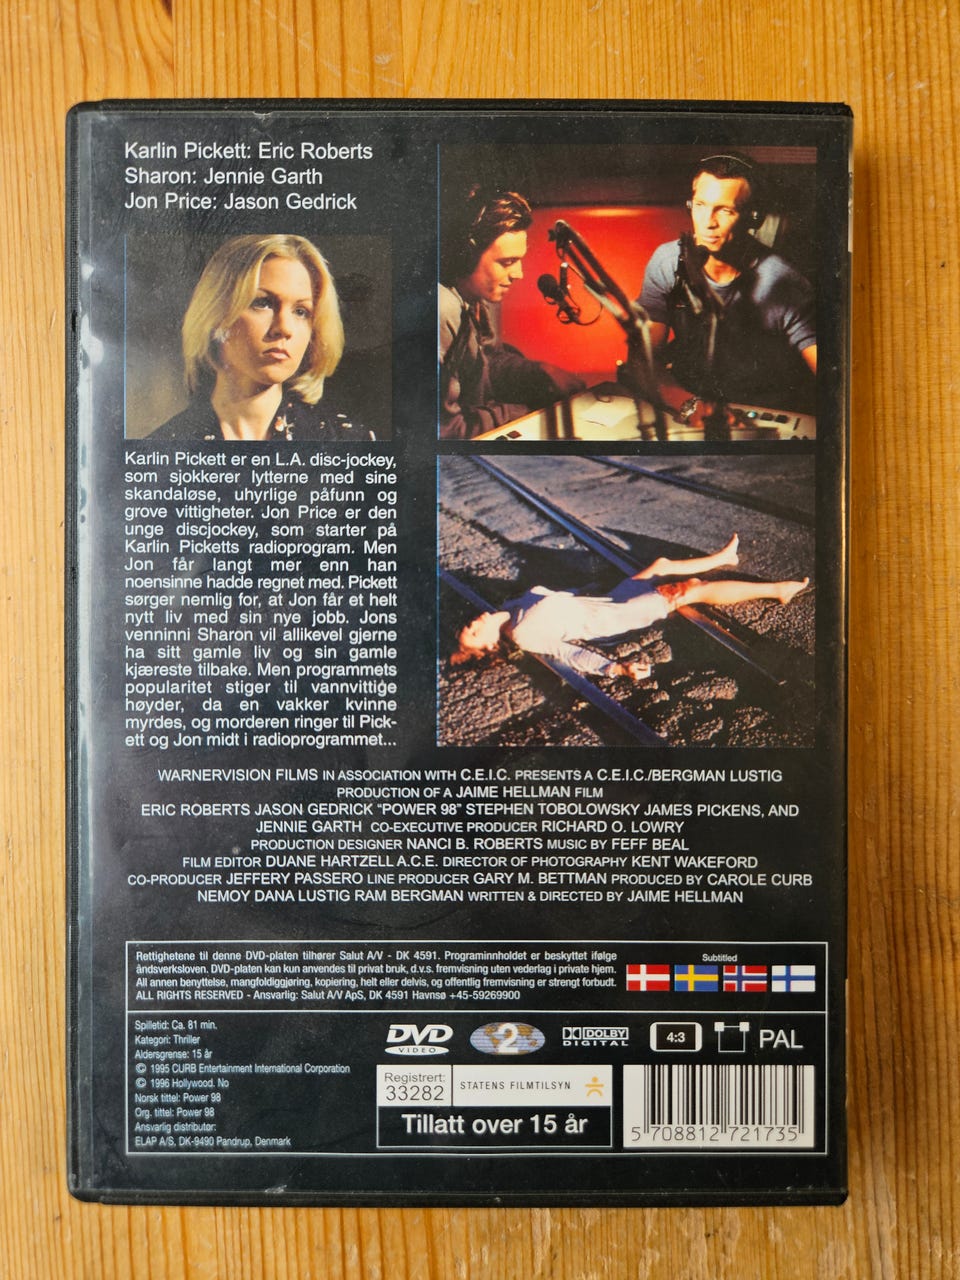 Karlin Pickett: Eric Roberts
Sharon: Jennie Garth
Jon Price: Jason Gedrick
Karlin Pickett er en L.A. disc-jockey,
som sjokkerer lytterne med sine
skandaløse, uhyrlige påfunn og
grove vittigheter. Jon Price er den
unge discjockey, som starter på
Karlin Picketts radioprogram. Men
Jon får langt mer enn han
noensinne hadde regnet med. Pickett
sørger nemlig for, at Jon får et helt
nytt liv med sin nye jobb. Jons
venninni Sharon vil allikevel gjerne
ha sitt gamle liv og sin gamle
kjæreste tilbake. Men programmets
popularitet stiger til vannvittige
høyder, da en vakker kvinne
myrdes, og morderen ringer til Pick-
ett og Jon midt i radioprogrammet...
WARNERVISION FILMS IN ASSOCIATION WITH C.E.I.C. PRESENTS A C.E.I.C./BERGMAN LUSTIG
PRODUCTION OF A JAIME HELLMAN FILM
ERIC ROBERTS JASON GEDRICK "POWER 98" STEPHEN TOBOLOWSKY JAMES PICKENS, AND
JENNIE GARTH CO-EXECUTIVE PRODUCER RICHARD O. LOWRY
PRODUCTION DESIGNER NANCI B. ROBERTS MUSIC BY FEFF BEAL
FILM EDITOR DUANE HARTZELL A.C.E. DIRECTOR OF PHOTOGRAPHY KENT WAKEFORD
CO-PRODUCER JEFFERY PASSERO LINE PRODUCER GARY M. BETTMAN PRODUCED BY CAROLE CURB
NEMOY DANA LUSTIG RAM BERGMAN WRITTEN & DIRECTED BY JAIME HELLMAN
Rettighetene til denne DVD-platen tilhører Salut A/V - DK 4591. Programinnholdet er beskyttet ifølge
åndsverksloven. DVD-platen kan kun anvendes til privat bruk, d.v.s. fremvisning uten vederlag i private hjem.
All annen benyttelse, mangfoldiggjøring, kopiering, helt eller delvis, og offentlig fremvisning er strengt forbudt.
ALL RIGHTS RESERVED - Ansvarlig: Salut A/V ApS, DK 4591 Havnsø +45-59269900
Subtitled
Spilletid: Ca. 81 min.
Kategori: Thriller
Aldersgrense: 15 år
© 1995 CURB Entertainment International Corporation
© 1996 Hollywood. No
Norsk tittel: Power 98
Org. tittel: Power 98
Ansvarlig distributør:
ELAP A/S, DK-9490 Pandrup, Denmark
DVD
VIDEO
2
DOLBY
DIGITAL
4:3
PAL
Registrert:
33282
STATENS FILMTILSYN
Tillatt over 15 år
5 708812 721735